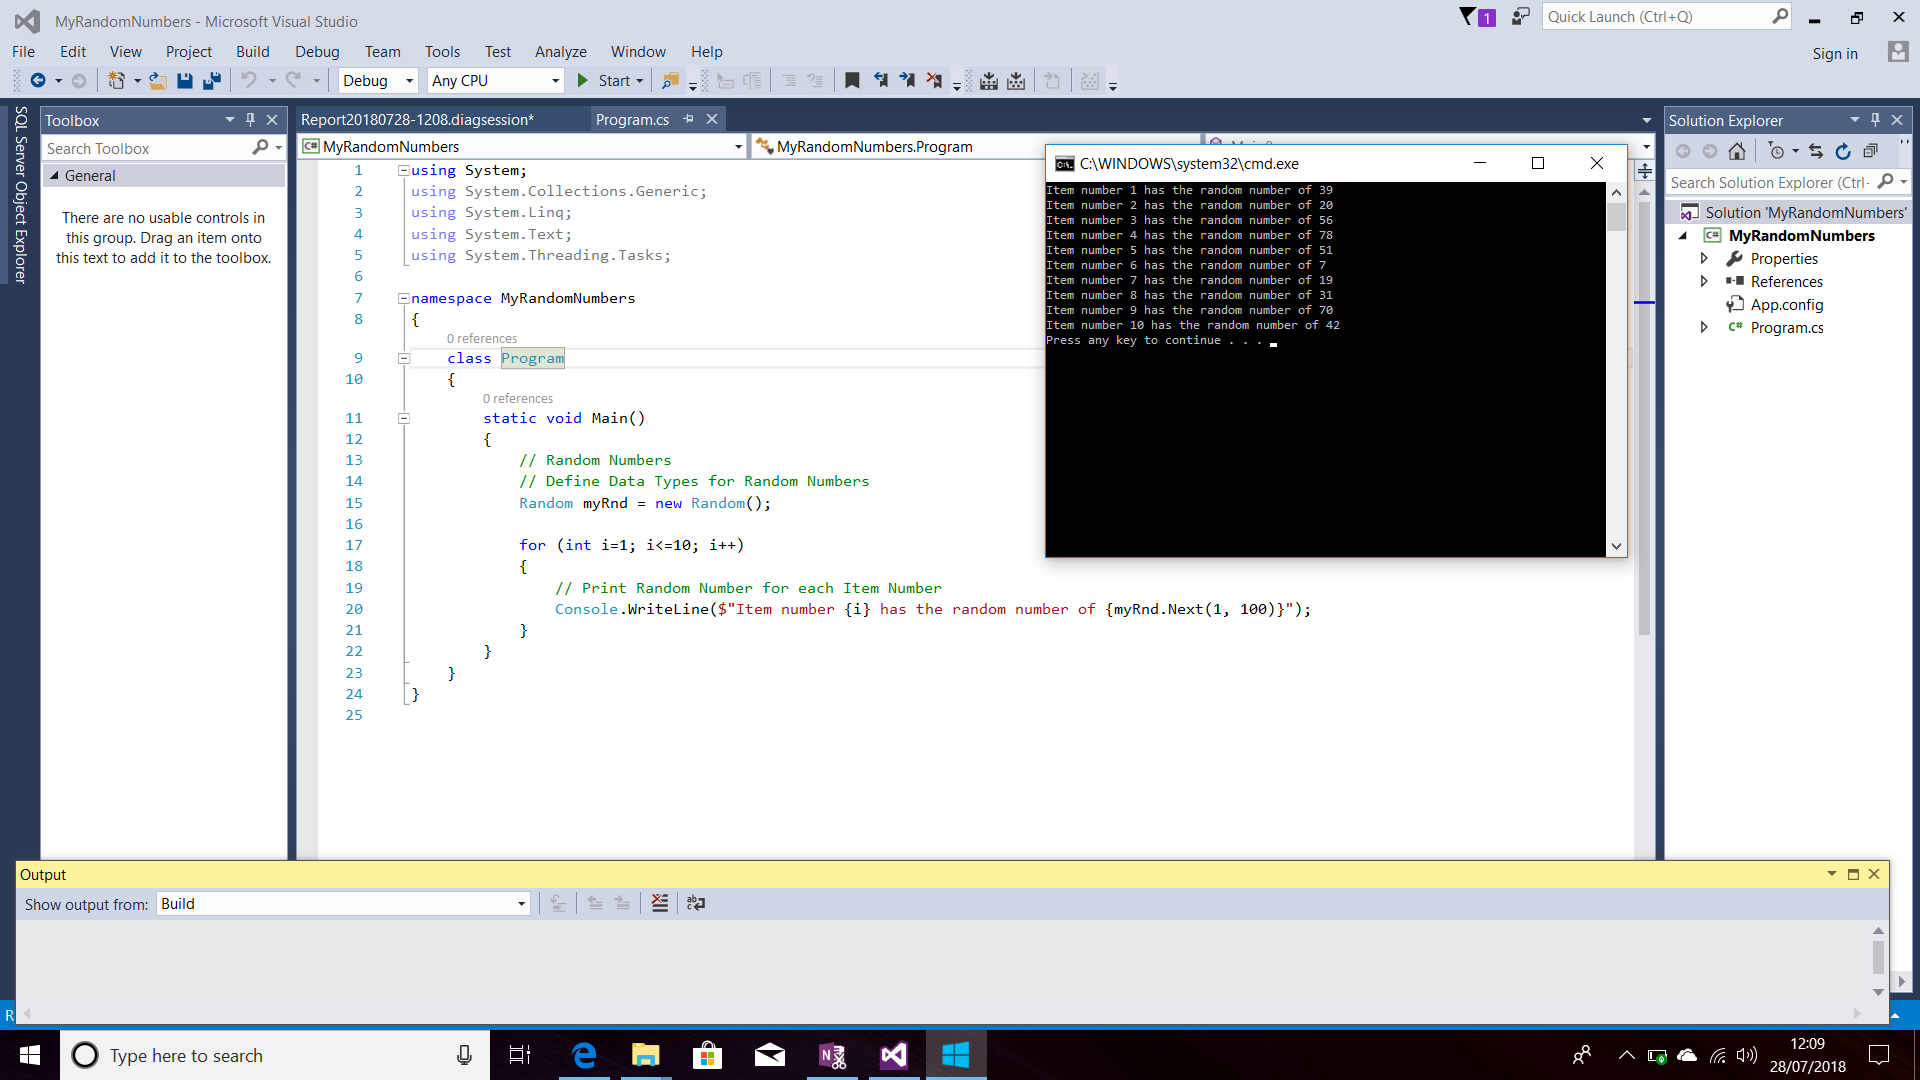 MyRandomNumbers - Microsoft Visual Studio
1
Quick Launch (Ctrl+Q)
File Edit View Project Build Debug Team Tools Test Analyze Window Help
Sign in
Debug Any CPU Start
SQL Server Object Explorer
Toolbox
Search Toolbox
General
There are no usable controls in
this group. Drag an item onto
this text to add it to the toolbox.
Report20180728-1208.diagsession* Program.cs
C# MyRandomNumbers MyRandomNumbers.Program
1 using System;
2 using System.Collections.Generic;
3 using System.Linq;
4 using System.Text;
5 using System.Threading.Tasks;
6
7 namespace MyRandomNumbers
8 {
0 references
9 class Program
10 {
0 references
11 static void Main()
12 {
13 // Random Numbers
14 // Define Data Types for Random Numbers
15 Random myRnd = new Random();
16
17 for (int i=1; i<=10; i++)
18 {
19 // Print Random Number for each Item Number
20 Console.WriteLine($"Item number {i} has the random number of {myRnd.Next(1, 100)}");
21 }
22 }
23 }
24 }
25
C:\WINDOWS\system32\cmd.exe
Item number 1 has the random number of 39
Item number 2 has the random number of 20
Item number 3 has the random number of 56
Item number 4 has the random number of 78
Item number 5 has the random number of 51
Item number 6 has the random number of 7
Item number 7 has the random number of 19
Item number 8 has the random number of 31
Item number 9 has the random number of 70
Item number 10 has the random number of 42
Press any key to continue . . .
Solution Explorer
Search Solution Explorer (Ctrl-
Solution 'MyRandomNumbers'
C# MyRandomNumbers
Properties
References
App.config
C# Program.cs
Output
Show output from: Build
R
Type here to search
12:09
28/07/2018